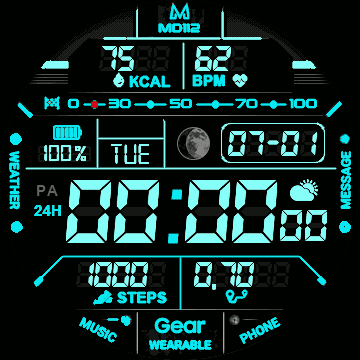 MD112
75 62
KCAL BPM
0 30 50 70 100
100% TUE 07-01
WEATHER
MESSAGE
PA
24H
00:00 00
1000 0,70
STEPS
MUSIC Gear PHONE
WEARABLE